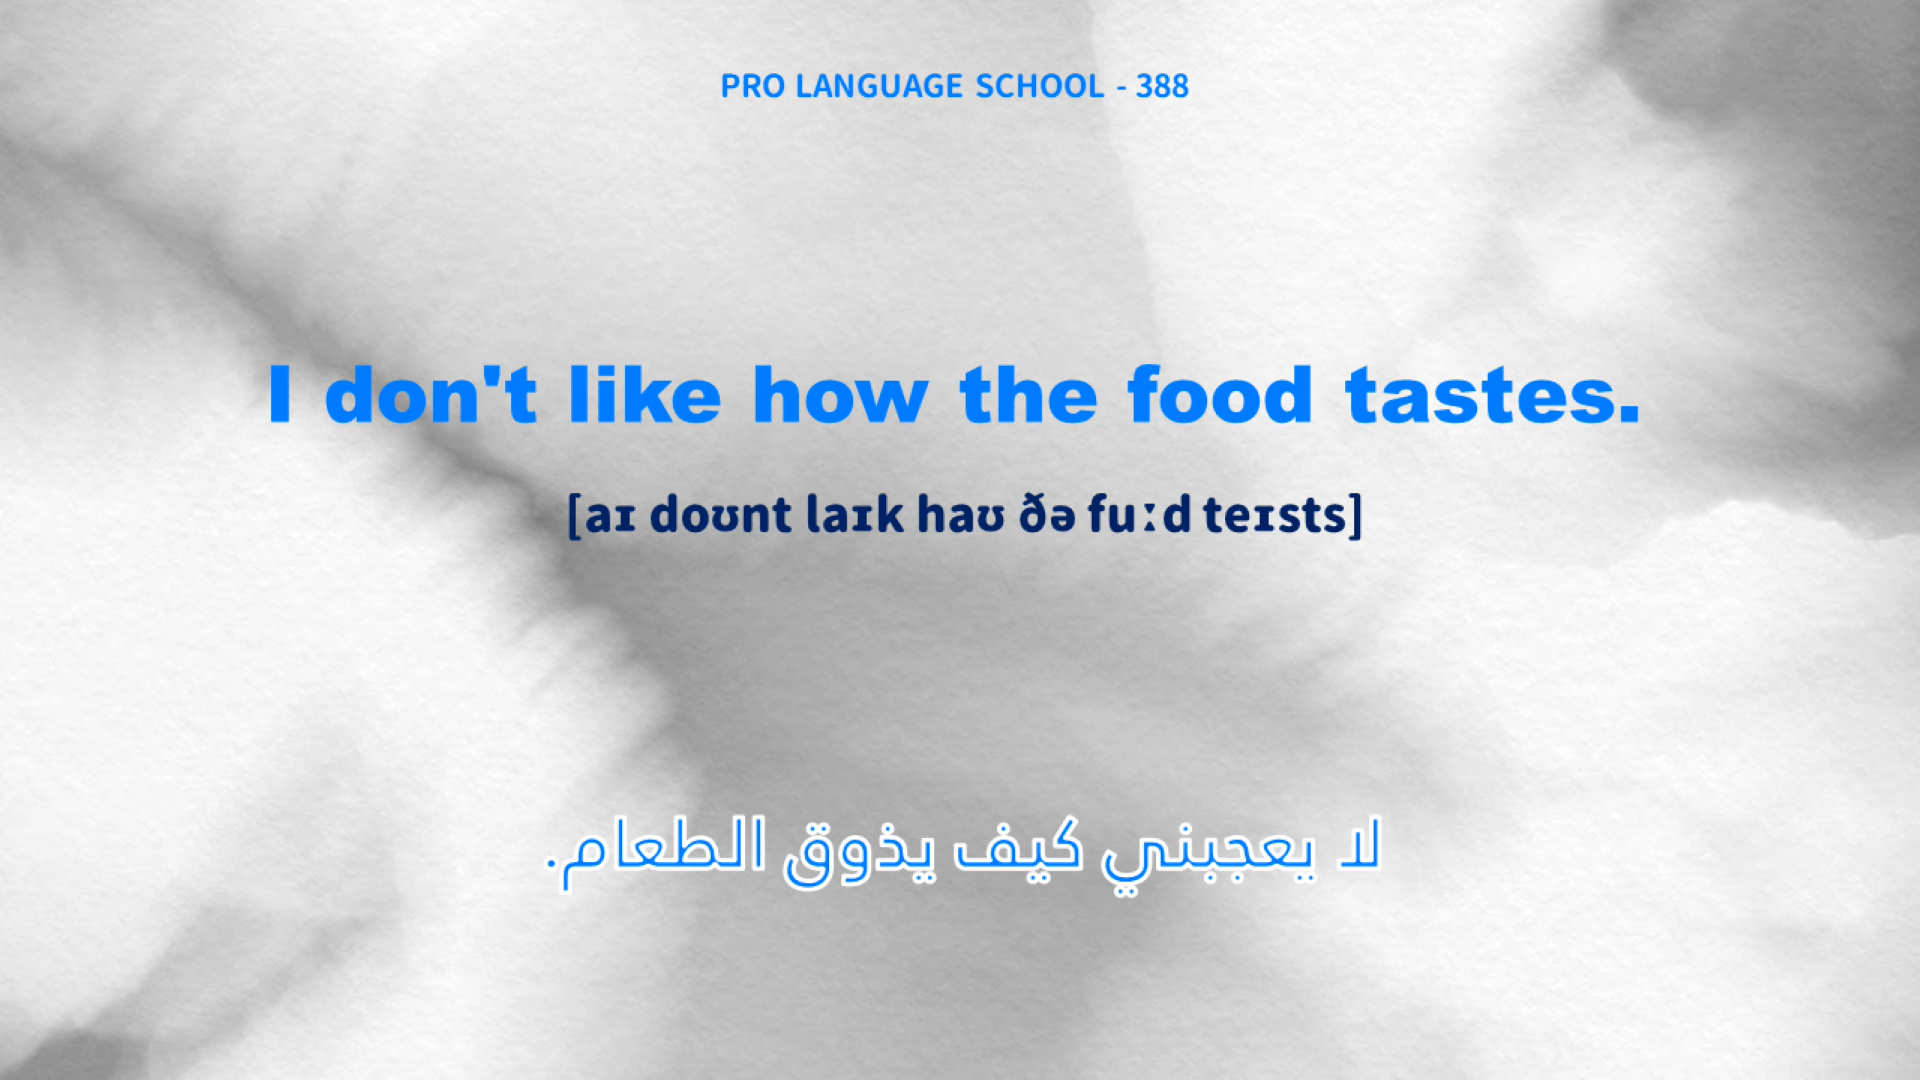 PRO LANGUAGE SCHOOL - 388
I don't like how the food tastes.
[aɪ doʊnt laɪk haʊ ðə fuːd teɪsts]
لا يعجبني كيف يذوق الطعام.